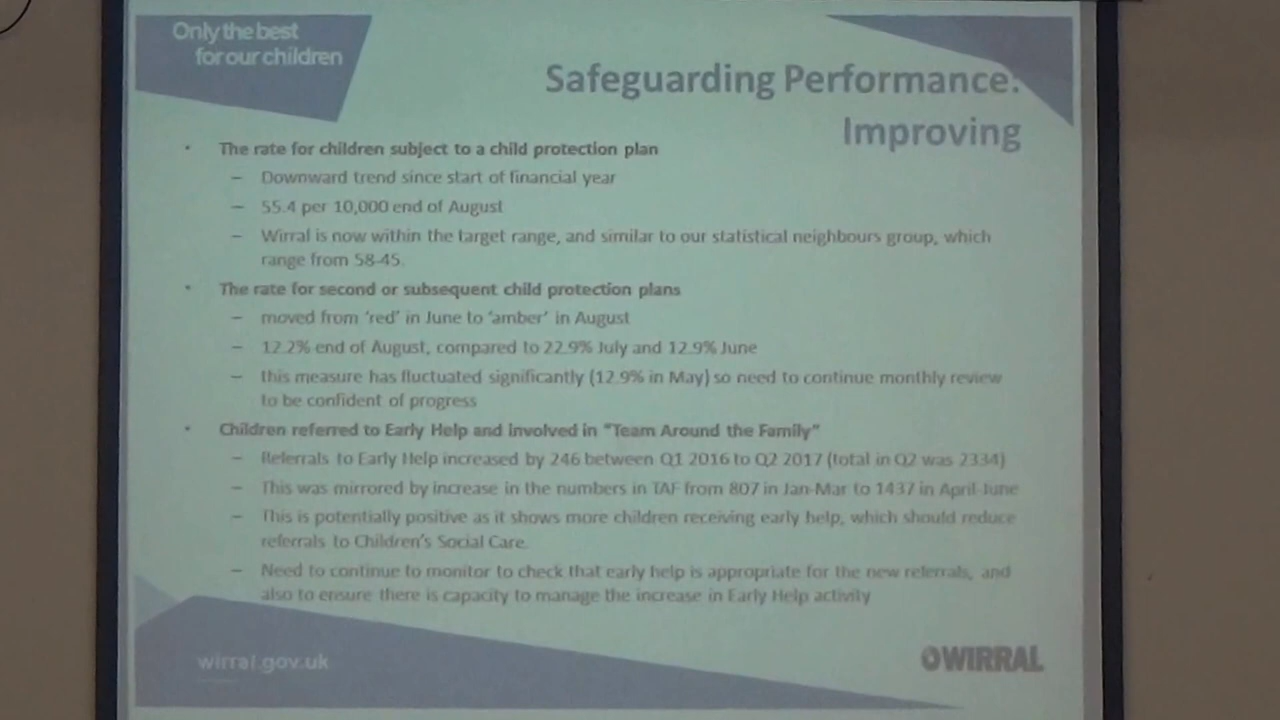 Only the best
for our children
Safeguarding Performance:
Improving
• The rate for children subject to a child protection plan
– Downward trend since start of financial year
– 55.4 per 10,000 end of August
– Wirral is now within the target range, and similar to our statistical neighbours group, which
range from 58-45.
• The rate for second or subsequent child protection plans
– moved from 'red' in June to 'amber' in August
– 12.2% end of August, compared to 22.9% July and 12.9% June
– this measure has fluctuated significantly (12.9% in May) so need to continue monthly review
to be confident of progress
• Children referred to Early Help and involved in "Team Around the Family"
– Referrals to Early Help increased by 246 between Q1 2016 to Q2 2017 (total in Q2 was 2334)
– This was mirrored by increase in the numbers in TAF from 807 in Jan-Mar to 1437 in April-June
– This is potentially positive as it shows more children receiving early help, which should reduce
referrals to Children's Social Care.
– Need to continue to monitor to check that early help is appropriate for the new referrals, and
also to ensure there is capacity to manage the increase in Early Help activity
wirral.gov.uk
WIRRAL